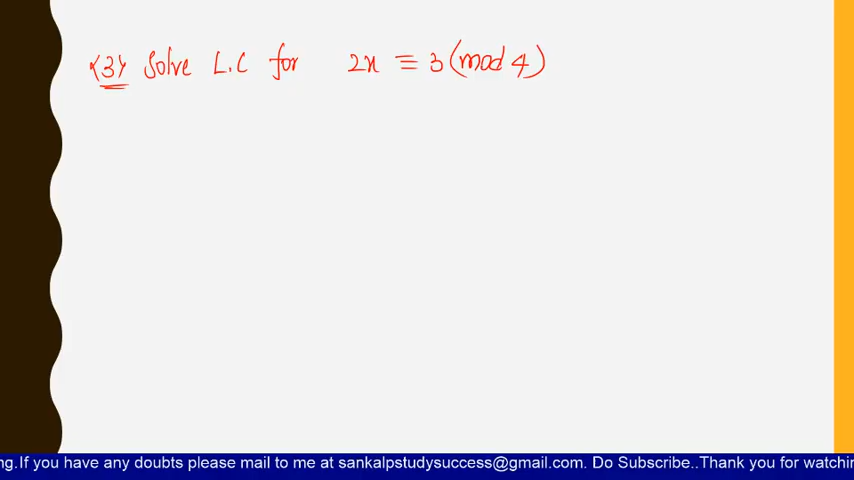 (3) Solve L.C for 2x ≡ 3 (mod 4)
ng.If you have any doubts please mail to me at sankalpstudysuccess@gmail.com. Do Subscribe..Thank you for watchin